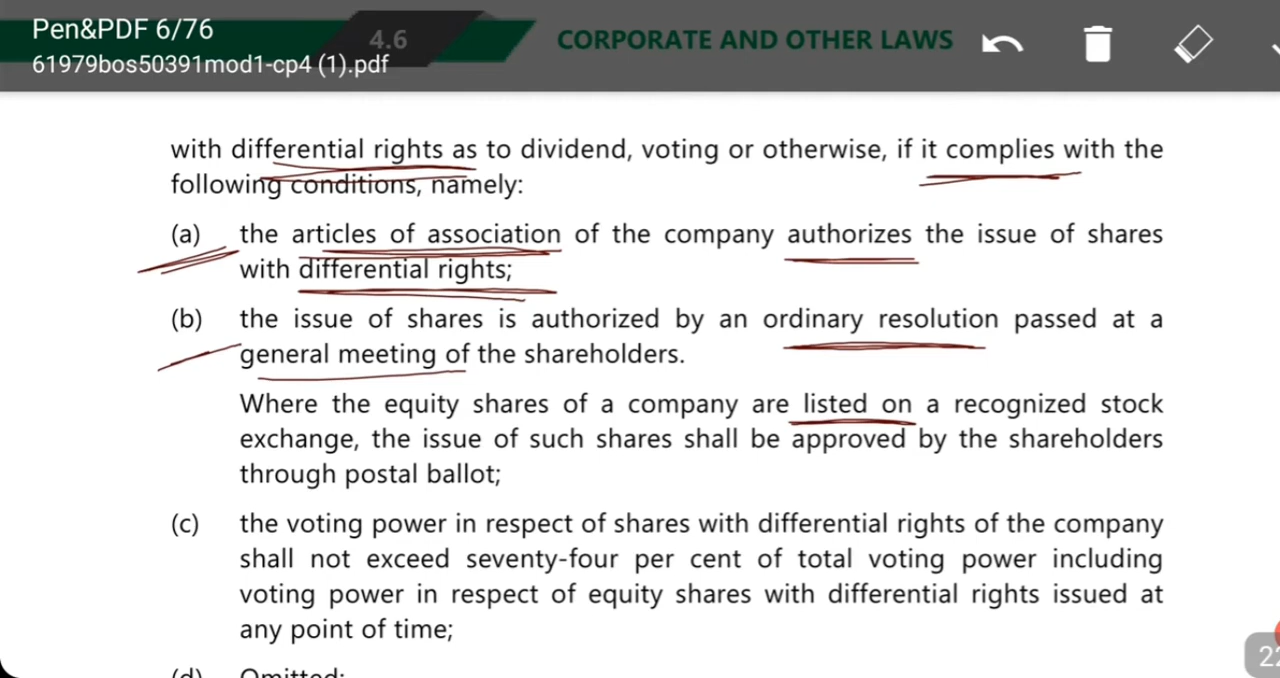 Pen&PDF 6/76
4.6
CORPORATE AND OTHER LAWS
61979bos50391mod1-cp4 (1).pdf
with differential rights as to dividend, voting or otherwise, if it complies with the
following conditions, namely:
(a) the articles of association of the company authorizes the issue of shares
with differential rights;
(b) the issue of shares is authorized by an ordinary resolution passed at a
general meeting of the shareholders.
Where the equity shares of a company are listed on a recognized stock
exchange, the issue of such shares shall be approved by the shareholders
through postal ballot;
(c) the voting power in respect of shares with differential rights of the company
shall not exceed seventy-four per cent of total voting power including
voting power in respect of equity shares with differential rights issued at
any point of time;
(d) Omitted;